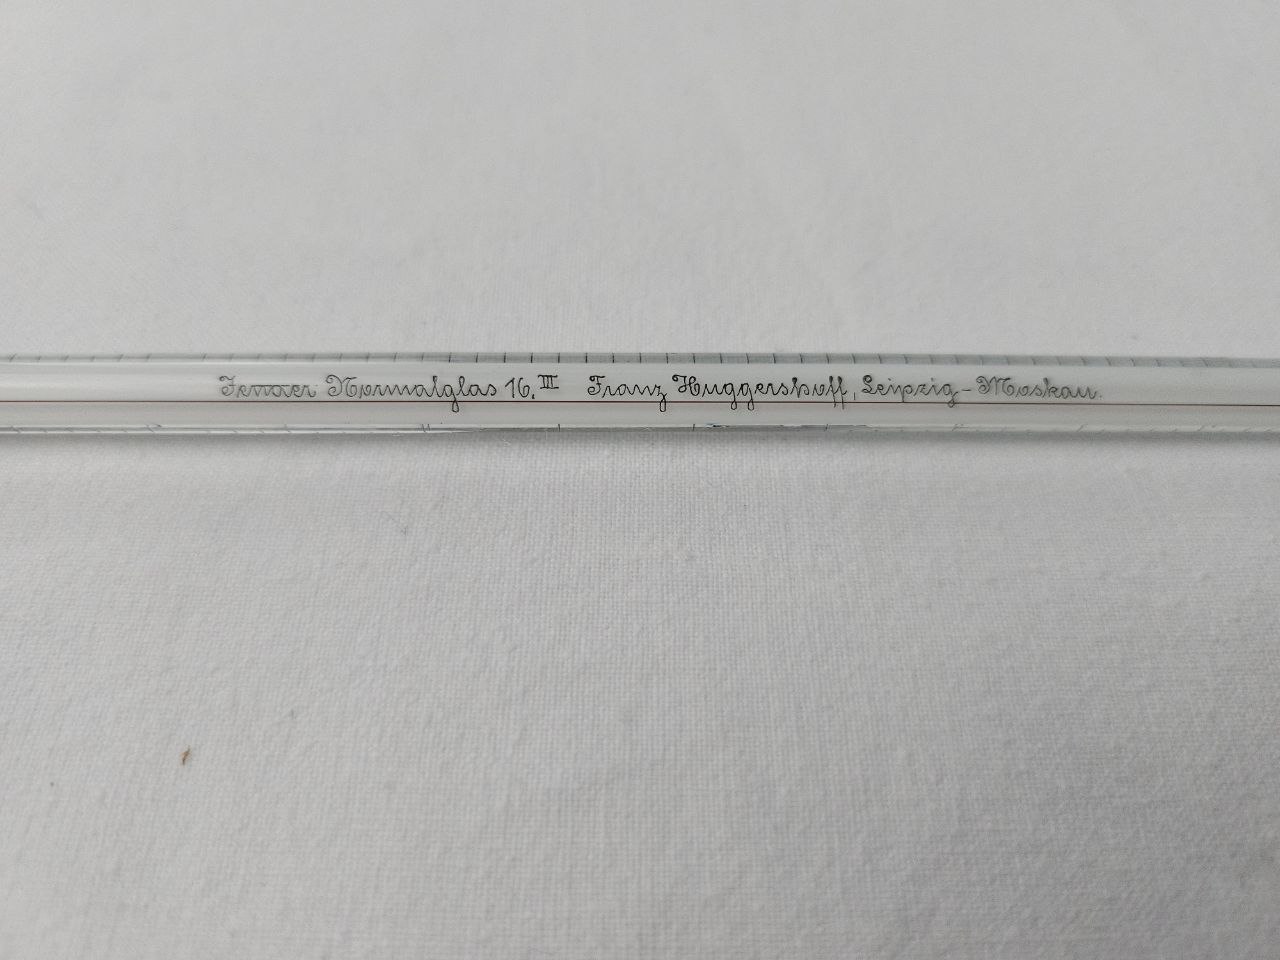 Jenaer Normalglas 16.III Franz Hugershoff, Leipzig - Moskau.